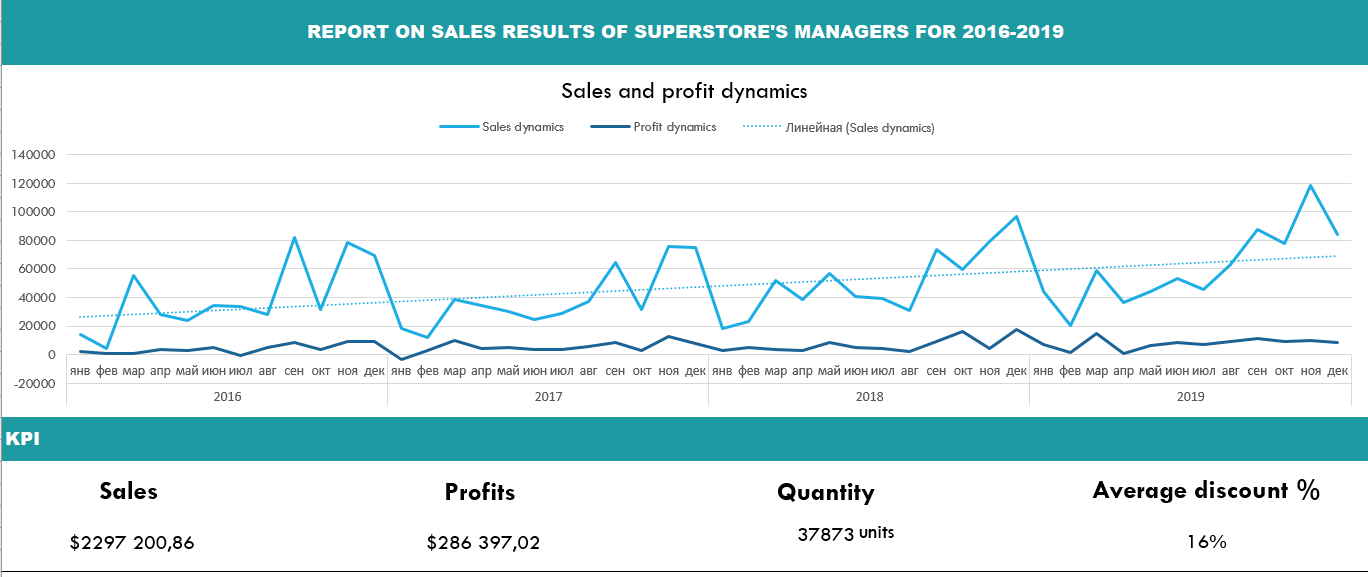 REPORT ON SALES RESULTS OF SUPERSTORE'S MANAGERS FOR 2016-2019
Sales and profit dynamics
Sales dynamics Profit dynamics Линейная (Sales dynamics)
140000
120000
100000
80000
60000
40000
20000
0
-20000
янв фев мар апр май июн июл авг сен окт ноя дек янв фев мар апр май июн июл авг сен окт ноя дек янв фев мар апр май июн июл авг сен окт ноя дек янв фев мар апр май июн июл авг сен окт ноя дек
2016 2017 2018 2019
KPI
Sales Profits Quantity Average discount %
$2297 200,86 $286 397,02 37873 units 16%